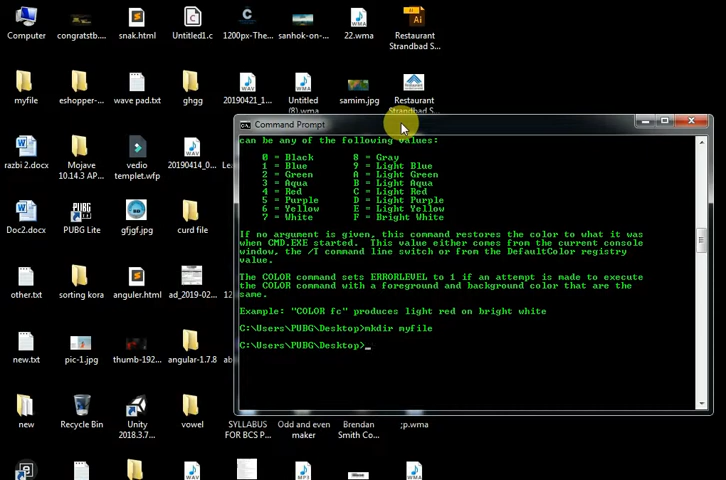 Computer
congratstb....
snak.html
Untitled1.c
1200px-The...
sanhok-on-...
22.wma
Restaurant
Strandbad S...
myfile
eshopper-...
wave pad.txt
ghgg
20190421_1
Untitled
(8).wma
samim.jpg
Restaurant
Strandbad S...
razbi 2.docx
Mojave
10.14.3 AP...
vedio
templet.wfp
20190414_0...
Doc2.docx
PUBG Lite
gfjgf.jpg
curd file
other.txt
sorting kora
anguler.html
ad_2019-02...
new.txt
pic-1.jpg
thumb-192...
angular-1.7.8
new
Recycle Bin
Unity
2018.3.7...
vowel
SYLLABUS
FOR BCS P...
Odd and even
maker
Brendan
Smith Co...
;p.wma
Command Prompt
can be any of the following values:
0 = Black 8 = Gray
1 = Blue 9 = Light Blue
2 = Green A = Light Green
3 = Aqua B = Light Aqua
4 = Red C = Light Red
5 = Purple D = Light Purple
6 = Yellow E = Light Yellow
7 = White F = Bright White
If no argument is given, this command restores the color to what it was
when CMD.EXE started. This value either comes from the current console
window, the /T command line switch or from the DefaultColor registry
value.
The COLOR command sets ERRORLEVEL to 1 if an attempt is made to execute
the COLOR command with a foreground and background color that are the
same.
Example: "COLOR fc" produces light red on bright white
C:\Users\PUBG\Desktop>mkdir myfile
C:\Users\PUBG\Desktop>_